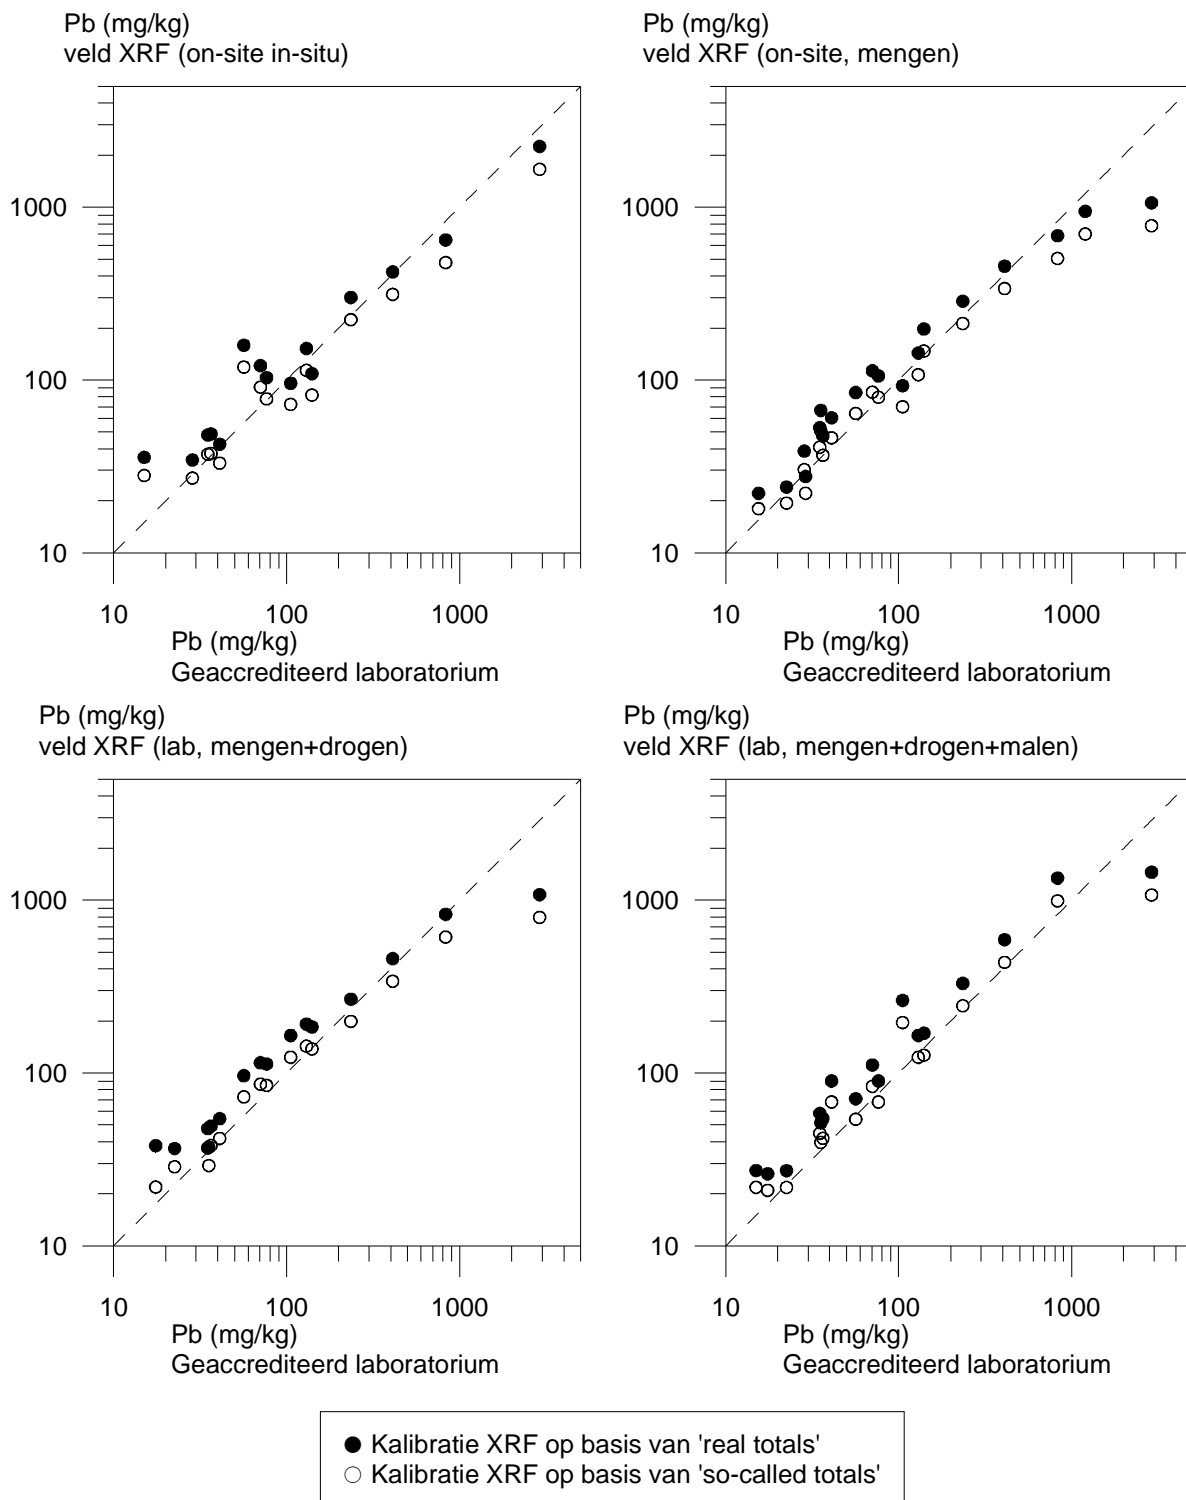 Pb (mg/kg)
veld XRF (on-site in-situ)
1000
100
10
10 100 1000
Pb (mg/kg)
Geaccrediteerd laboratorium
Pb (mg/kg)
veld XRF (on-site, mengen)
1000
100
10
10 100 1000
Pb (mg/kg)
Geaccrediteerd laboratorium
Pb (mg/kg)
veld XRF (lab, mengen+drogen)
1000
100
10
10 100 1000
Pb (mg/kg)
Geaccrediteerd laboratorium
Pb (mg/kg)
veld XRF (lab, mengen+drogen+malen)
1000
100
10
10 100 1000
Pb (mg/kg)
Geaccrediteerd laboratorium
Kalibratie XRF op basis van 'real totals'
Kalibratie XRF op basis van 'so-called totals'